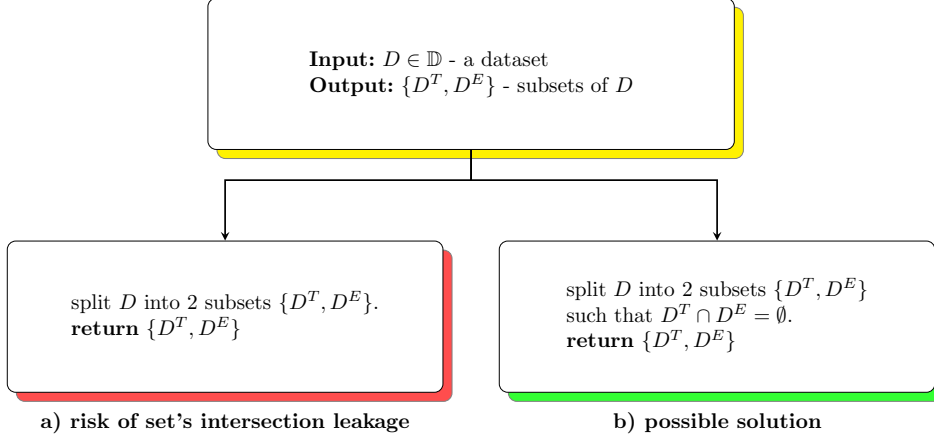 Input: D ∈ 𝔻 - a dataset
Output: {D^T, D^E} - subsets of D
split D into 2 subsets {D^T, D^E}.
return {D^T, D^E}
a) risk of set's intersection leakage
split D into 2 subsets {D^T, D^E}
such that D^T ∩ D^E = ∅.
return {D^T, D^E}
b) possible solution